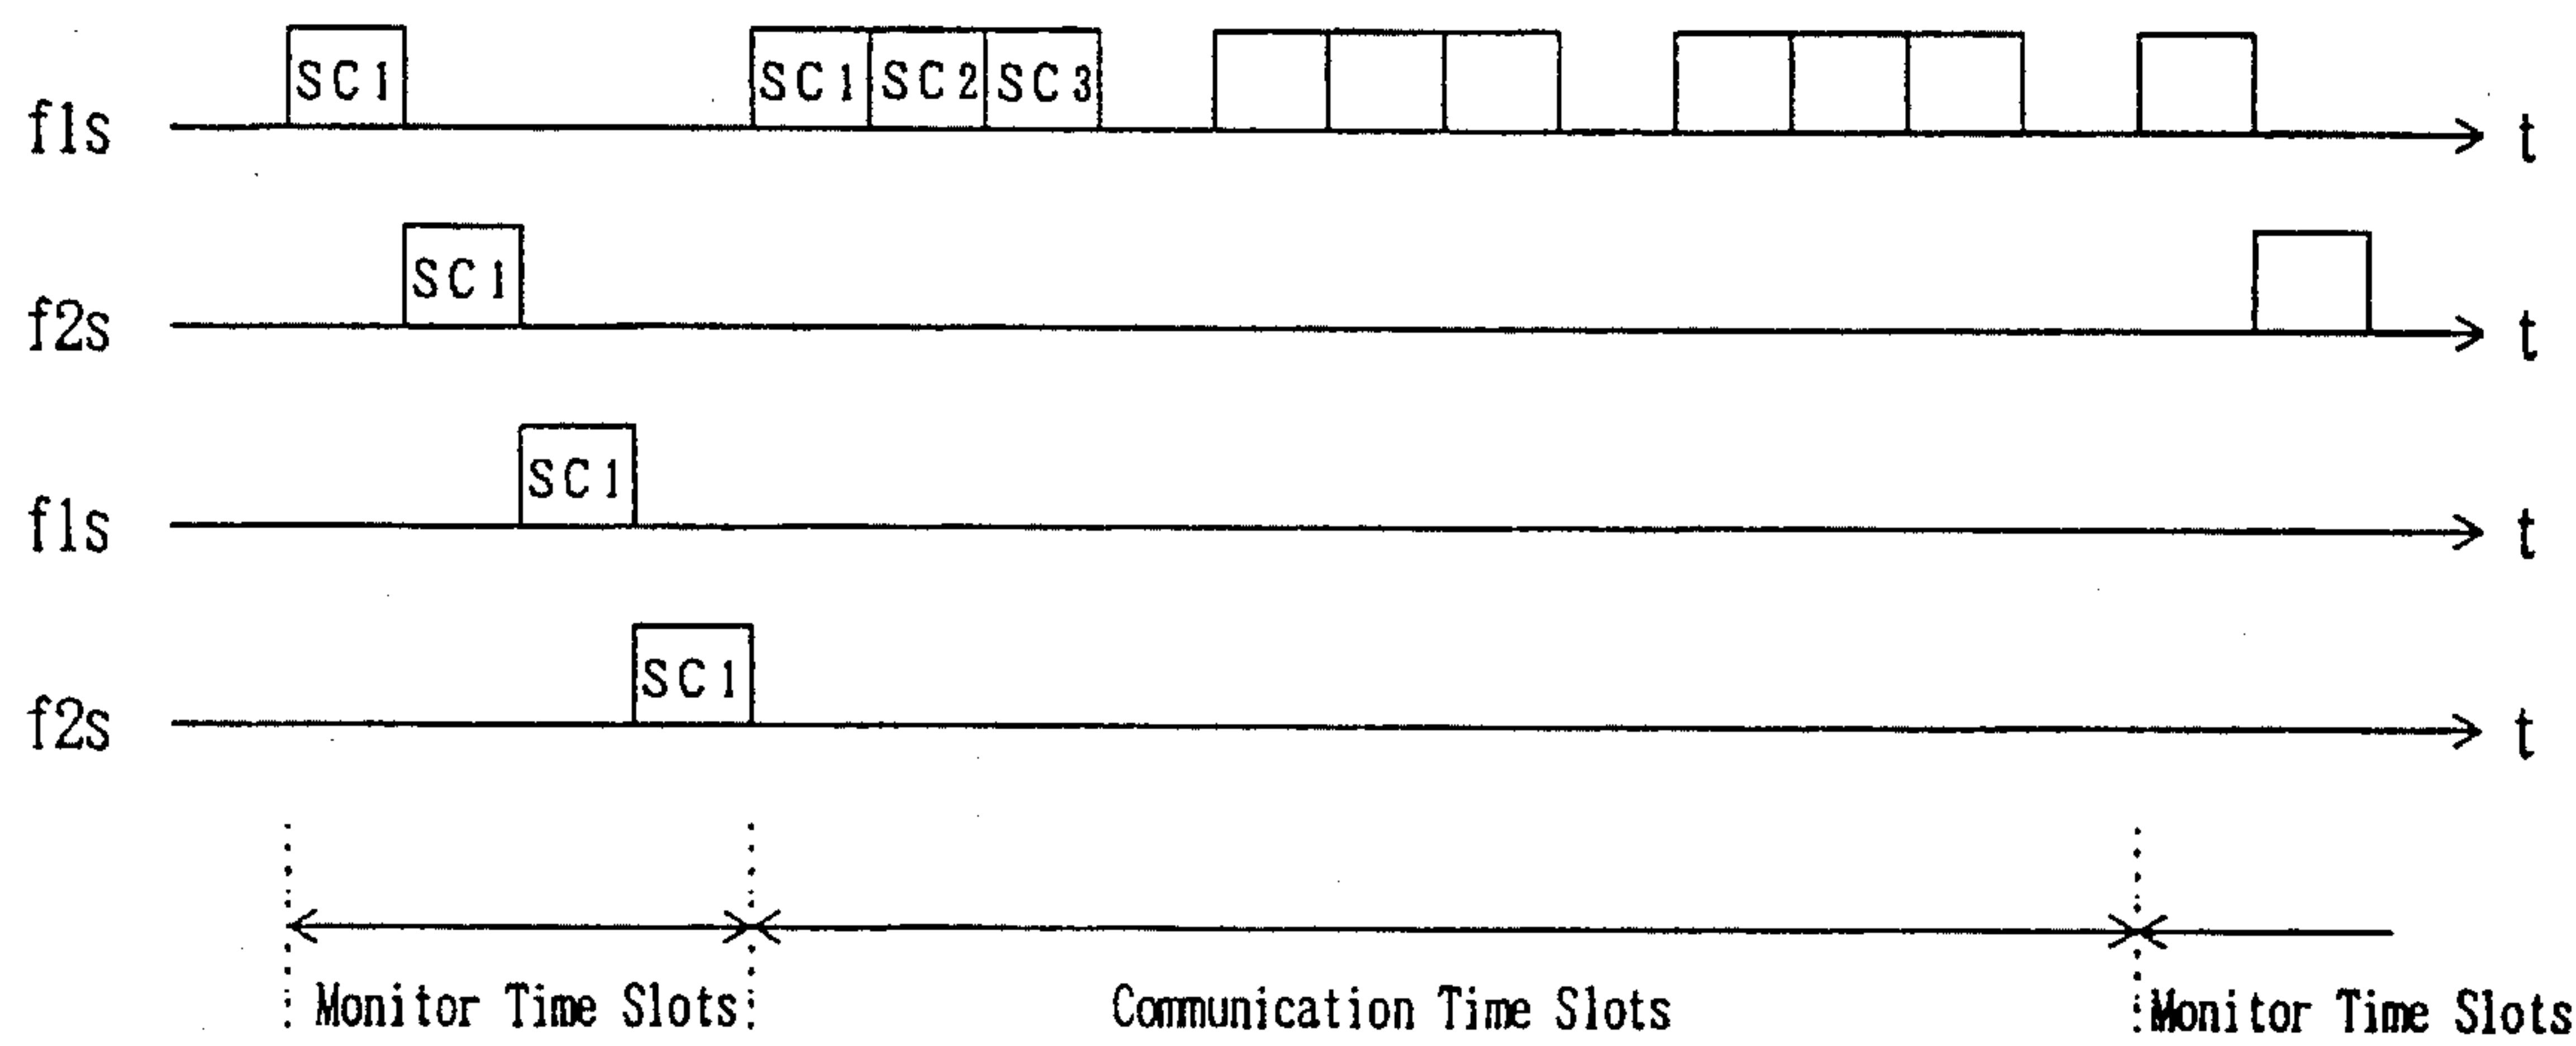 SC1 SC1 SC2 SC3
f1s t
SC1
f2s t
SC1
f1s t
SC1
f2s t
Monitor Time Slots Communication Time Slots Monitor Time Slots